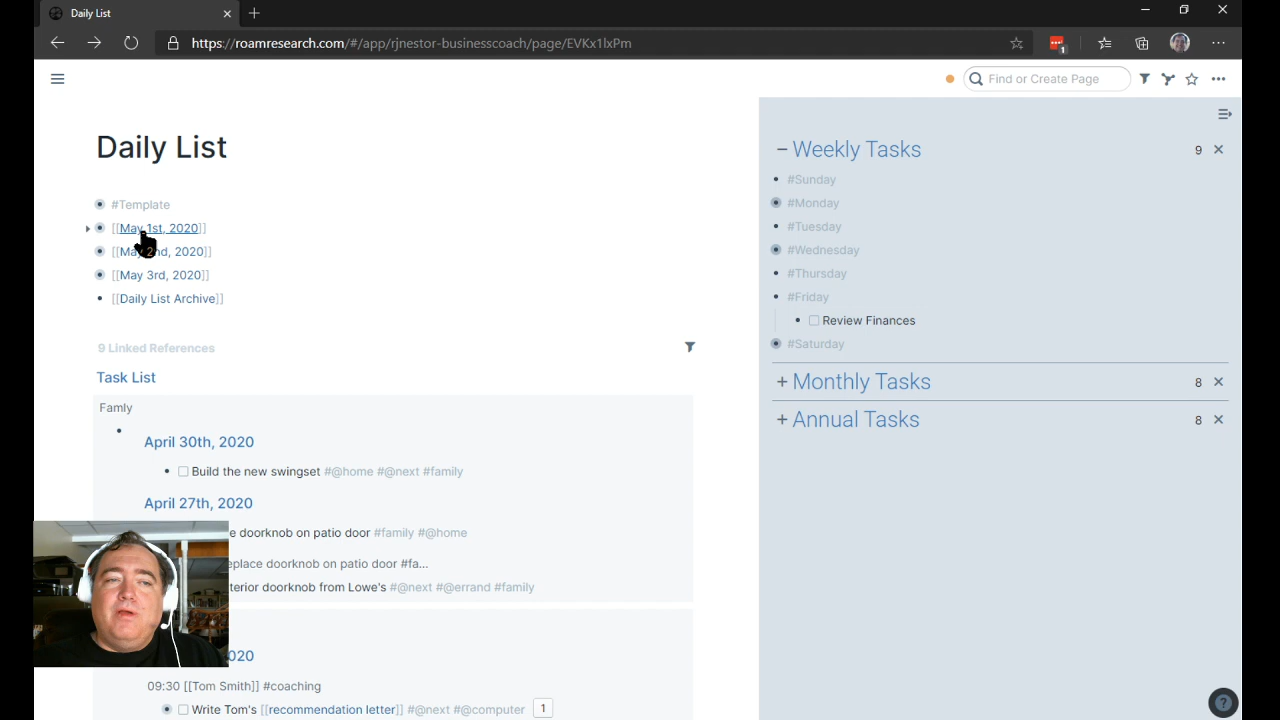 Daily List
https://roamresearch.com/#/app/rjnestor-businesscoach/page/EVKx1lxPm
1
Find or Create Page
Daily List
#Template
[[May 1st, 2020]]
[[May 2nd, 2020]]
[[May 3rd, 2020]]
[[Daily List Archive]]
9 Linked References
Task List
Famly
April 30th, 2020
Build the new swingset #@home #@next #family
April 27th, 2020
e doorknob on patio door #family #@home
eplace doorknob on patio door #fa...
terior doorknob from Lowe's #@next #@errand #family
020
09:30 [[Tom Smith]] #coaching
Write Tom's [[recommendation letter]] #@next #@computer 1
Weekly Tasks 9
#Sunday
#Monday
#Tuesday
#Wednesday
#Thursday
#Friday
Review Finances
#Saturday
Monthly Tasks 8
Annual Tasks 8